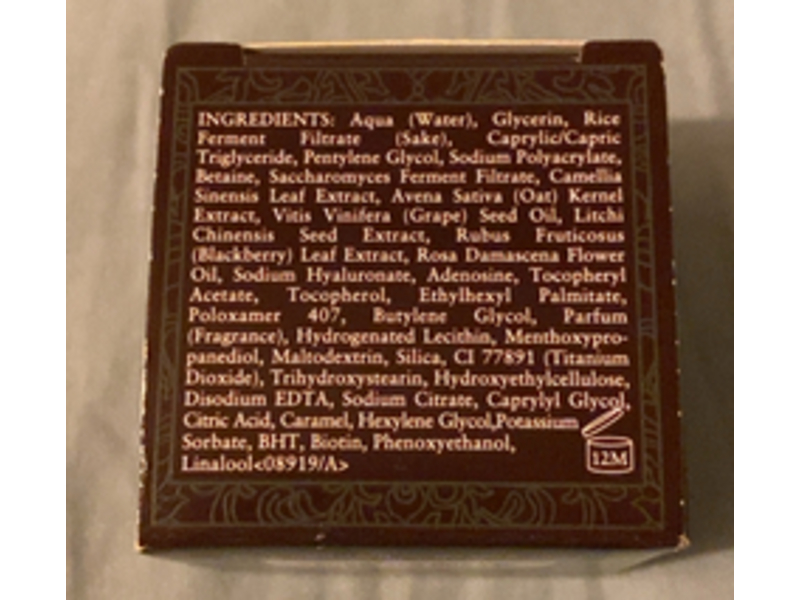 INGREDIENTS: Aqua (Water), Glycerin, Rice
Ferment Filtrate (Sake), Caprylic/Capric
Triglyceride, Pentylene Glycol, Sodium Polyacrylate,
Betaine, Saccharomyces Ferment Filtrate, Camellia
Sinensis Leaf Extract, Avena Sativa (Oat) Kernel
Extract, Vitis Vinifera (Grape) Seed Oil, Litchi
Chinensis Seed Extract, Rubus Fruticosus
(Blackberry) Leaf Extract, Rosa Damascena Flower
Oil, Sodium Hyaluronate, Adenosine, Tocopheryl
Acetate, Tocopherol, Ethylhexyl Palmitate,
Poloxamer 407, Butylene Glycol, Parfum
(Fragrance), Hydrogenated Lecithin, Menthoxypro-
panediol, Maltodextrin, Silica, CI 77891 (Titanium
Dioxide), Trihydroxystearin, Hydroxyethylcellulose,
Disodium EDTA, Sodium Citrate, Caprylyl Glycol,
Citric Acid, Caramel, Hexylene Glycol,Potassium
Sorbate, BHT, Biotin, Phenoxyethanol,
Linalool<08919/A>
12M